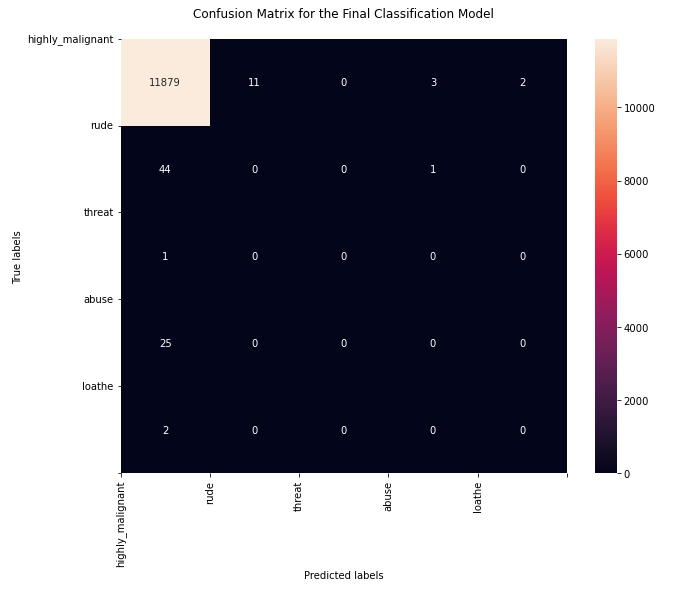 Confusion Matrix for the Final Classification Model
highly_malignant
11879 11 0 3 2
10000
rude
44 0 0 1 0
8000
threat
True labels
1 0 0 0 0
6000
abuse
4000
25 0 0 0 0
loathe
2000
2 0 0 0 0
0
highly_malignant
rude
threat
abuse
loathe
Predicted labels